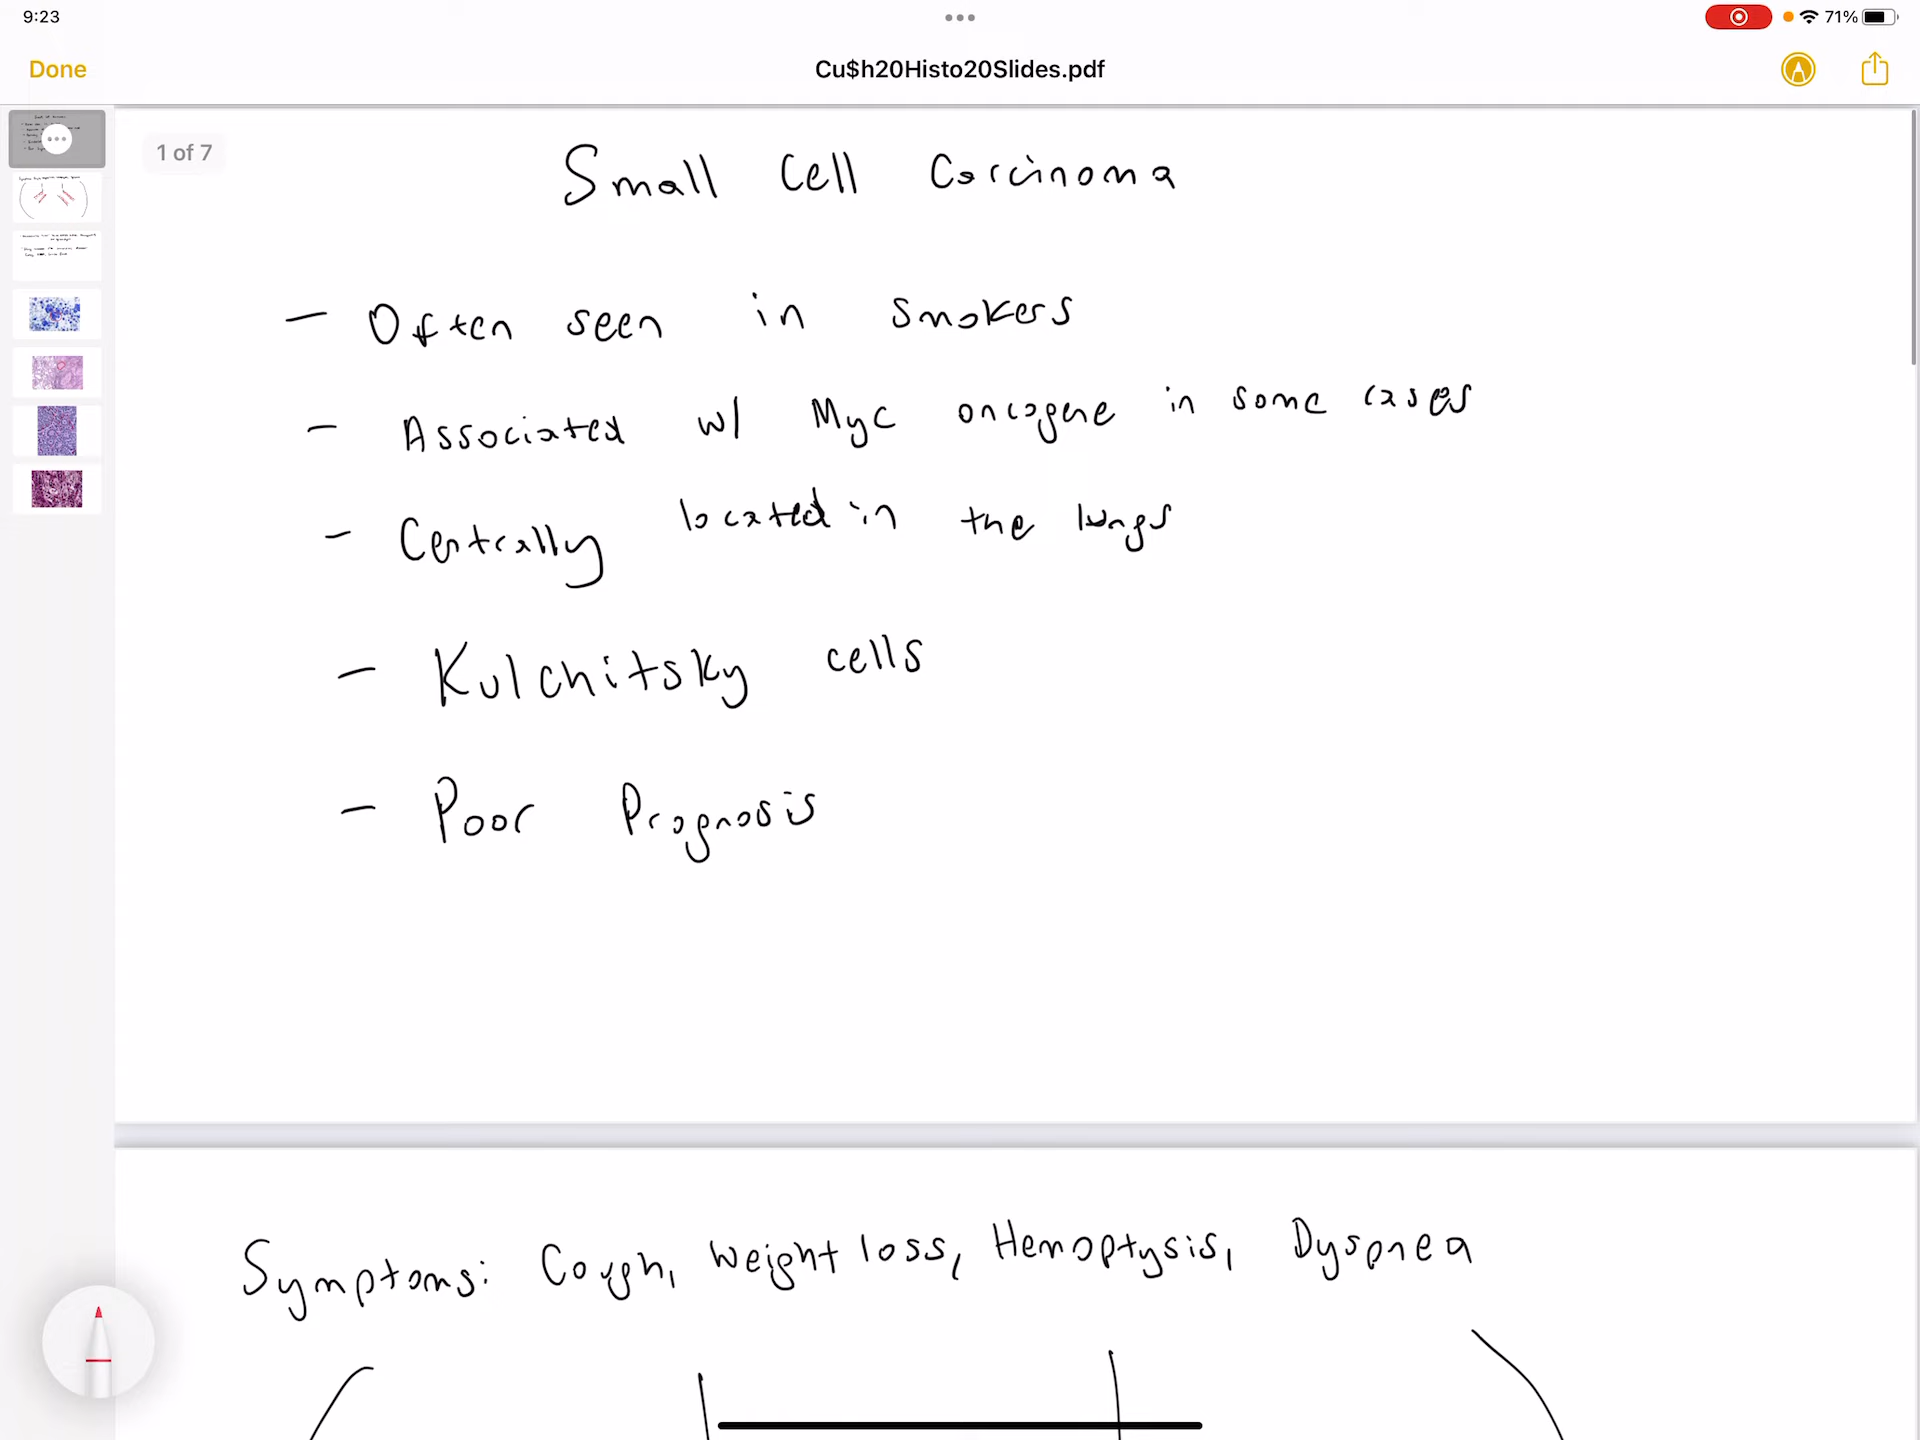 9:23
71%
Done
Cu$h20Histo20Slides.pdf
1 of 7
Small Cell Carcinoma
- Often seen in smokers
- Associated w/ Myc oncogene in some cases
- Centrally located in the lungs
- Kulchitsky cells
- Poor Prognosis
Symptoms: Cough, weight loss, Hemoptysis, Dyspnea